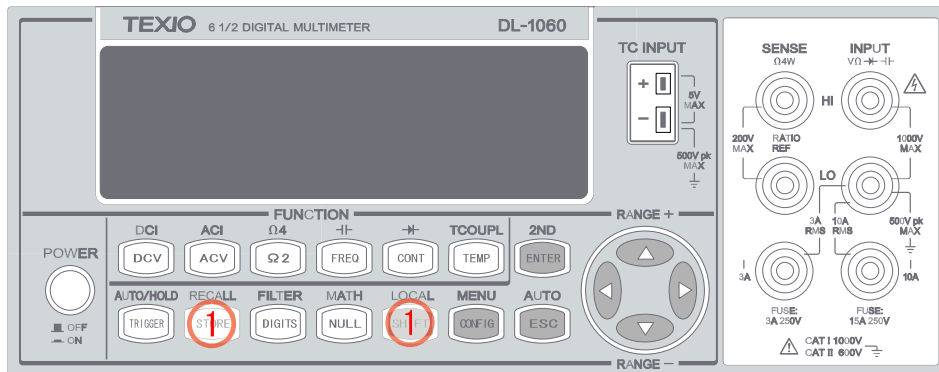 TEXIO 6 1/2 DIGITAL MULTIMETER DL-1060
TC INPUT
+
−
5V
MAX
500V pk
MAX
SENSE
Ω4W
INPUT
VΩ
HI
200V
MAX
RATIO
REF
1000V
MAX
LO
3A
RMS
10A
RMS
500V pk
MAX
3A
10A
FUSE:
3A 250V
FUSE:
15A 250V
CAT I 1000V
CAT II 600V
FUNCTION
RANGE +
POWER
OFF
ON
DCI ACI Ω4 TCOUPL 2ND
DCV ACV Ω2 FREQ CONT TEMP ENTER
AUTO/HOLD RECALL FILTER MATH LOCAL MENU AUTO
TRIGGER STORE DIGITS NULL SHIFT CONFIG ESC
1 1
RANGE −